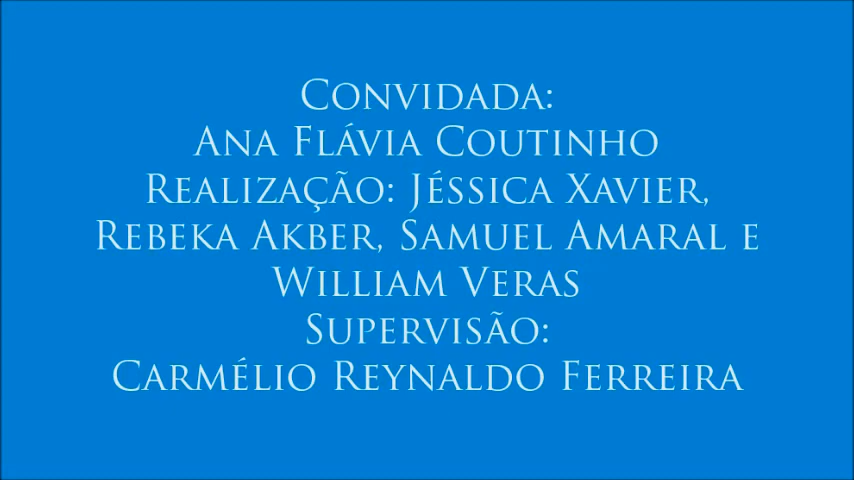 Convidada:
Ana Flávia Coutinho
Realização: Jéssica Xavier,
Rebeka Akber, Samuel Amaral e
William Veras
Supervisão:
Carmélio Reynaldo Ferreira